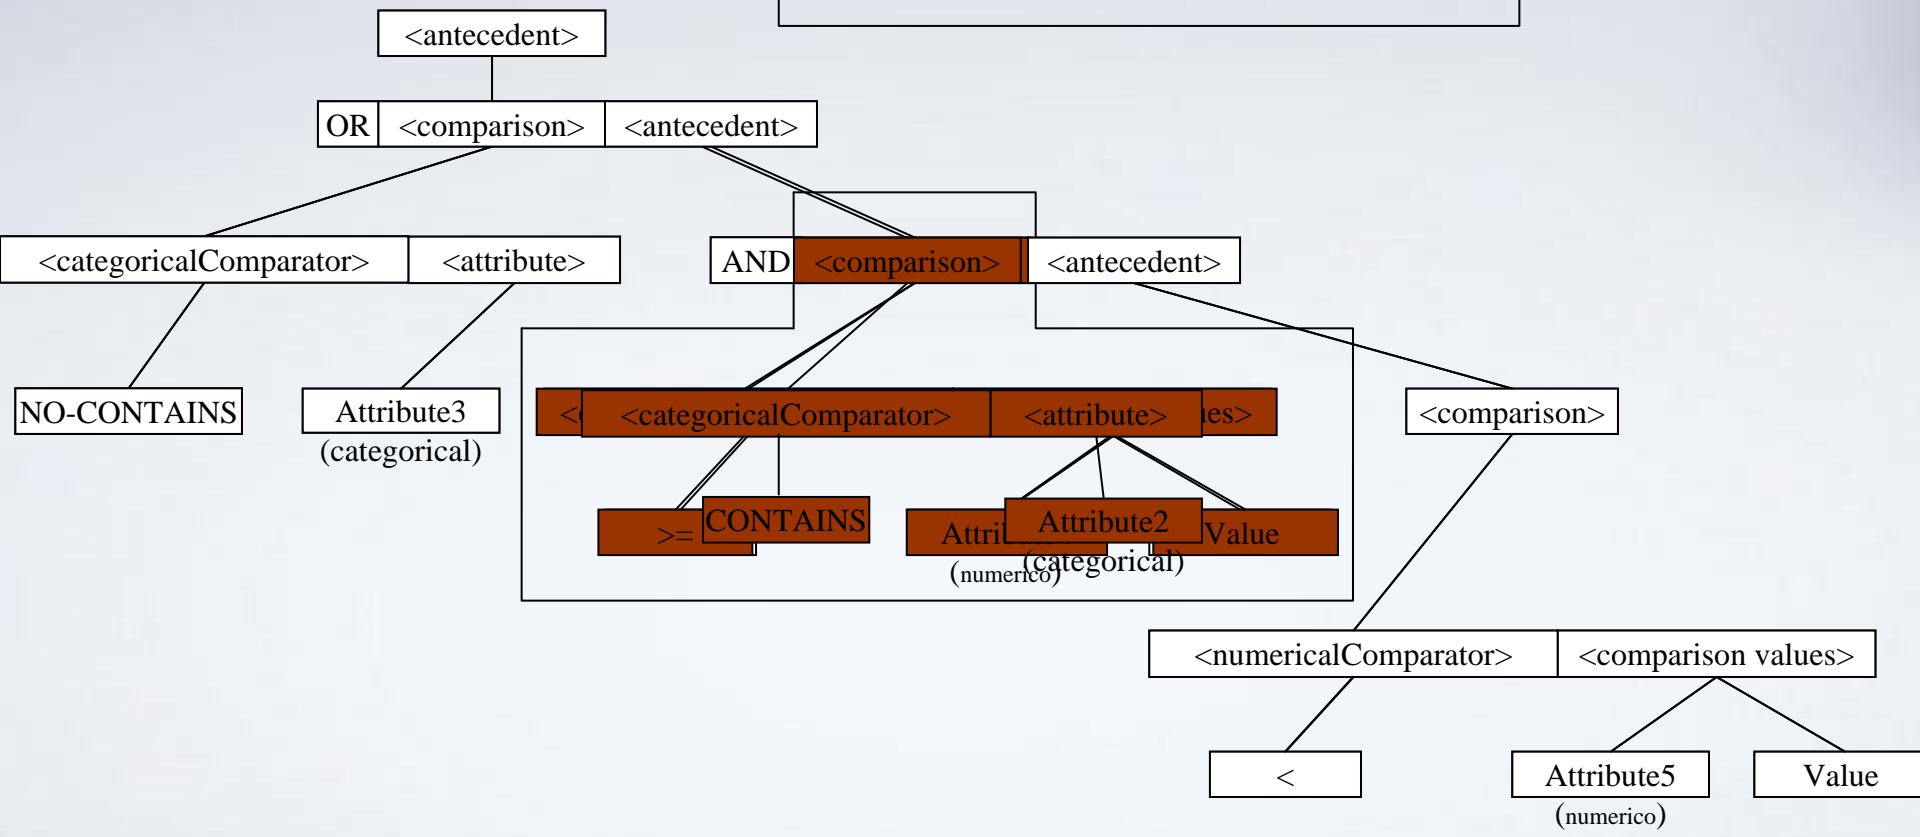 <antecedent>
OR <comparison> <antecedent>
<categoricalComparator> <attribute> AND <comparison> <antecedent>
NO-CONTAINS Attribute3 <categoricalComparator> <attribute> <comparison>
(categorical)
>= CONTAINS Attribute2 Value
(numerico) (categorical)
<numericalComparator> <comparison values>
< Attribute5 Value
(numerico)